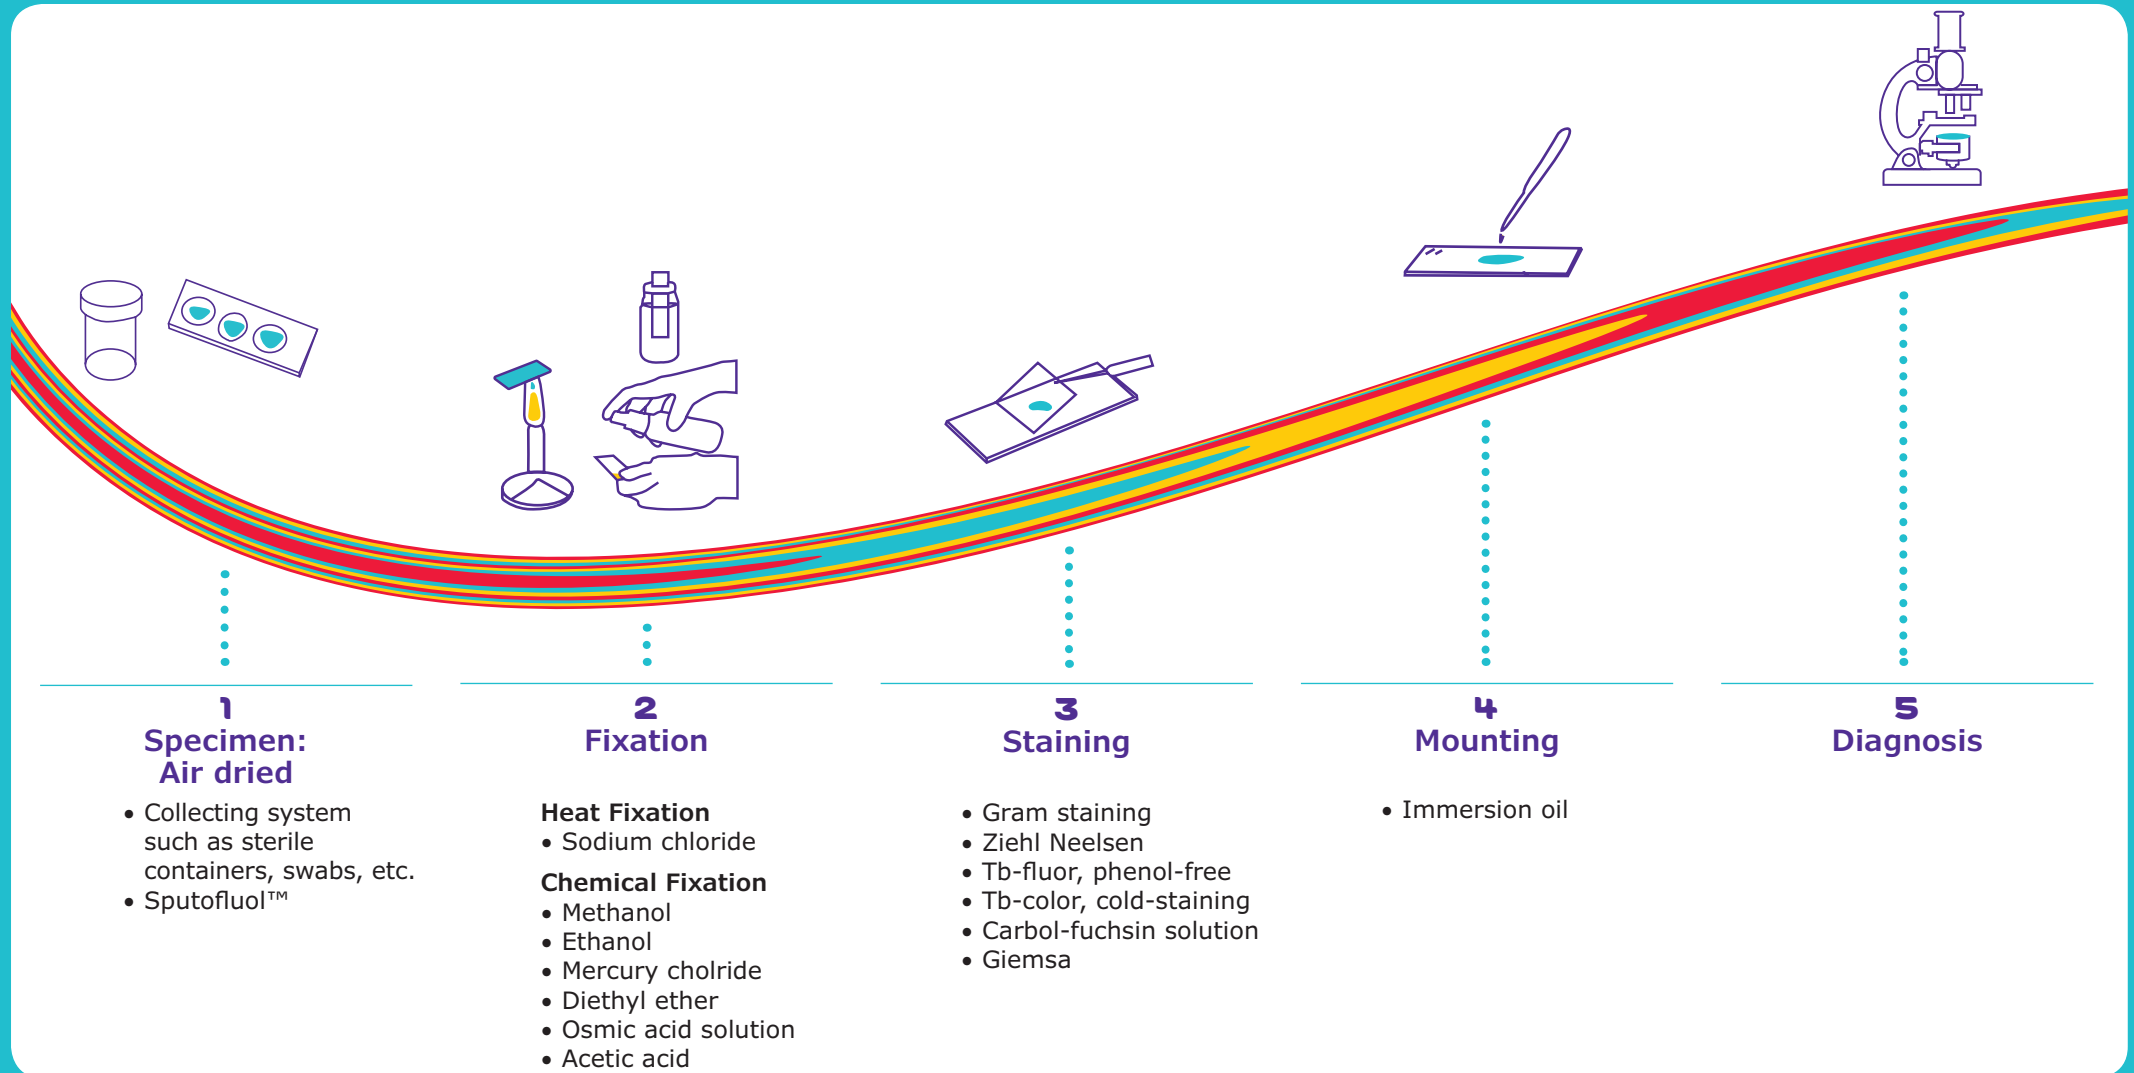 1
Specimen:
Air dried
• Collecting system
such as sterile
containers, swabs, etc.
• Sputofluol™
2
Fixation
Heat Fixation
• Sodium chloride
Chemical Fixation
• Methanol
• Ethanol
• Mercury cholride
• Diethyl ether
• Osmic acid solution
• Acetic acid
3
Staining
• Gram staining
• Ziehl Neelsen
• Tb-fluor, phenol-free
• Tb-color, cold-staining
• Carbol-fuchsin solution
• Giemsa
4
Mounting
• Immersion oil
5
Diagnosis